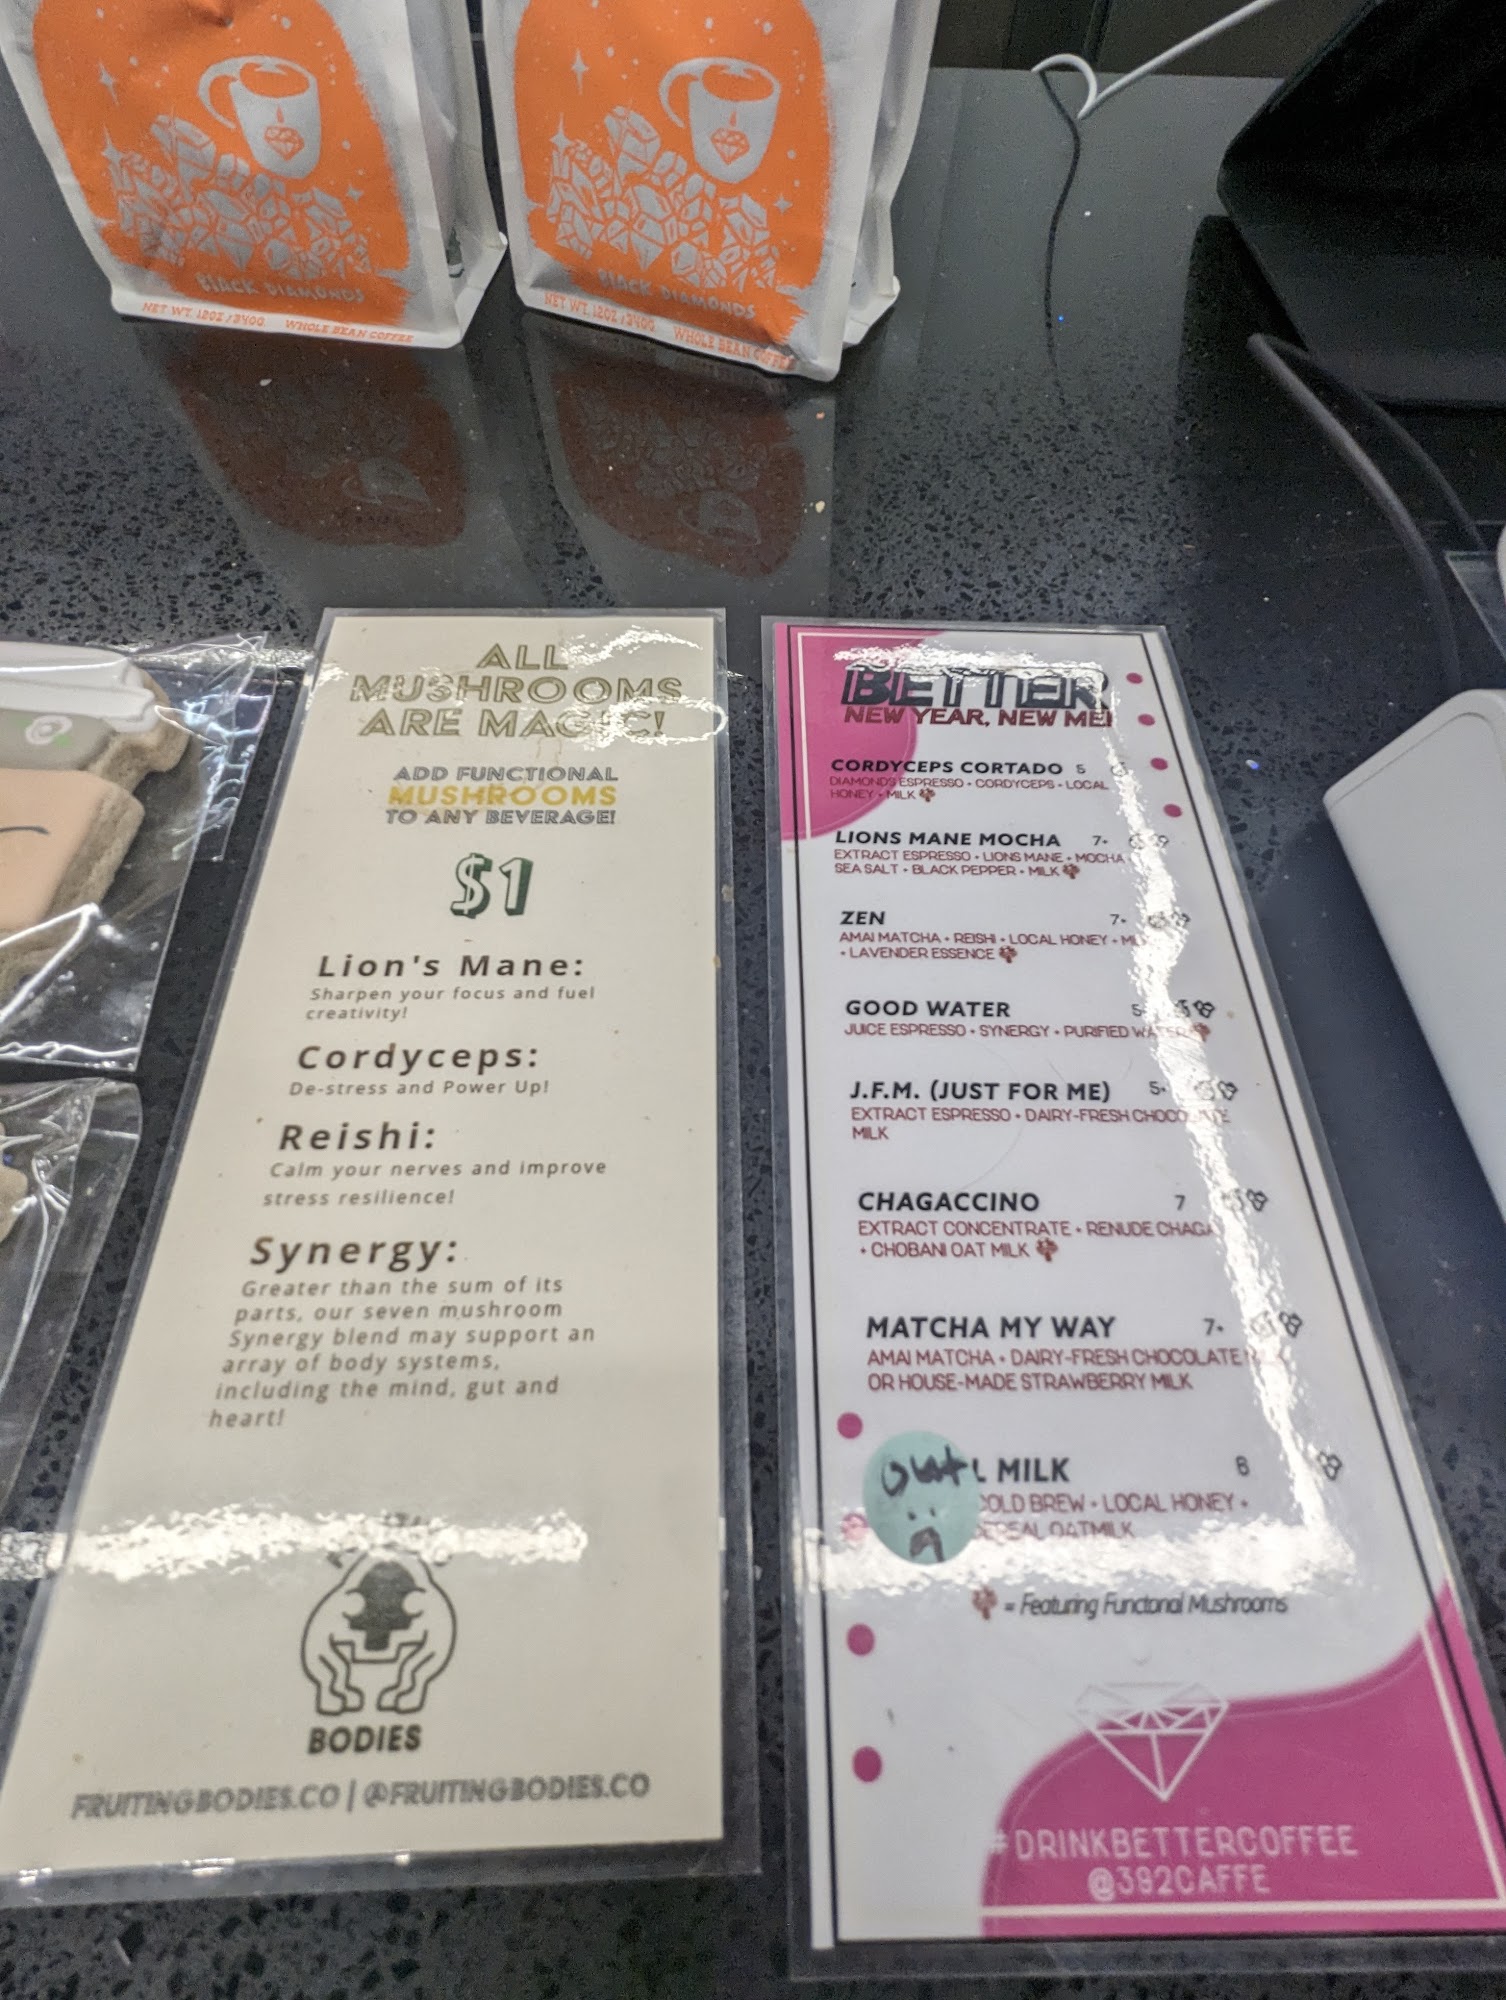 BLACK DIAMONDS
NET WT. 12OZ / 340G WHOLE BEAN COFFEE
BLACK DIAMONDS
NET WT. 12OZ / 340G WHOLE BEAN COFFEE
ALL
MUSHROOMS
ARE MAGIC!
ADD FUNCTIONAL
MUSHROOMS
TO ANY BEVERAGE!
$1
Lion's Mane:
Sharpen your focus and fuel
creativity!
Cordyceps:
De-stress and Power Up!
Reishi:
Calm your nerves and improve
stress resilience!
Synergy:
Greater than the sum of its
parts, our seven mushroom
Synergy blend may support an
array of body systems,
including the mind, gut and
heart!
BODIES
FRUITINGBODIES.CO | @FRUITINGBODIES.CO
BETTER
NEW YEAR, NEW ME!
CORDYCEPS CORTADO 5
DIAMONDS ESPRESSO • CORDYCEPS • LOCAL
HONEY • MILK
LIONS MANE MOCHA 7+
EXTRACT ESPRESSO • LIONS MANE • MOCHA
SEA SALT • BLACK PEPPER • MILK
ZEN 7+
AMAI MATCHA • REISHI • LOCAL HONEY •
• LAVENDER ESSENCE
GOOD WATER 5
JUICE ESPRESSO • SYNERGY • PURIFIED WATER
J.F.M. (JUST FOR ME) 5+
EXTRACT ESPRESSO • DAIRY-FRESH CHOCOLATE
MILK
CHAGACCINO 7
EXTRACT CONCENTRATE • RENUDE CHAGA
• CHOBANI OAT MILK
MATCHA MY WAY 7+
AMAI MATCHA • DAIRY-FRESH CHOCOLATE MILK
OR HOUSE-MADE STRAWBERRY MILK
out L MILK
COLD BREW • LOCAL HONEY •
EREAL OATMILK
= Featuring Functional Mushrooms
#DRINKBETTERCOFFEE
@392CAFFE